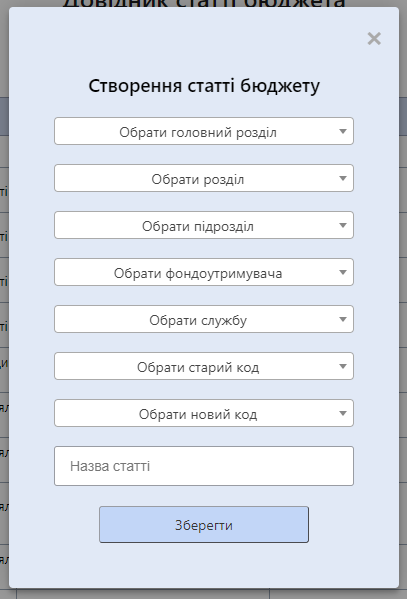 Довідник статті бюджета
×
Створення статті бюджету
Обрати головний розділ
Обрати розділ
Обрати підрозділ
Обрати фондоутримувача
Обрати службу
Обрати старий код
Обрати новий код
Назва статті
Зберегти